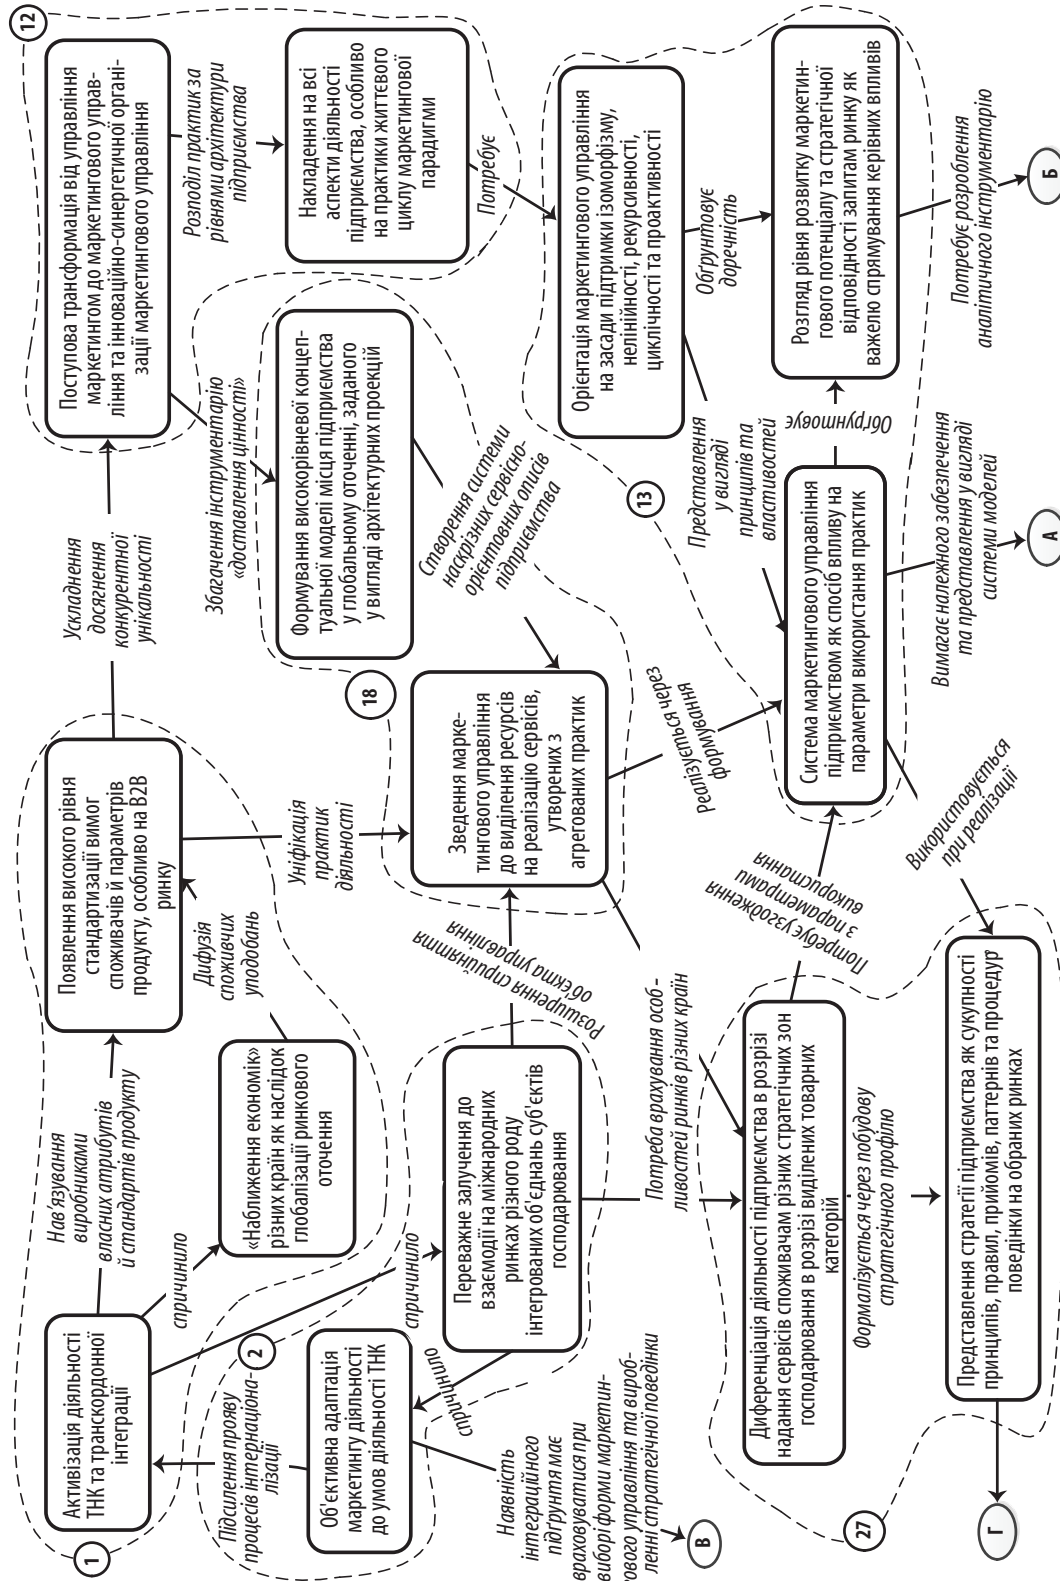 1
Активізація діяльності
ТНК та транскордонної
інтеграції
Нав'язування
виробниками
власних атрибутів
й стандартів продукту
Появлення високого рівня
стандартизації вимог
споживачів й параметрів
продукту, особливо на B2B
ринку
Ускладнення
досягнення
конкурентної
унікальності
Поступова трансформація від управління
маркетингом до маркетингового управ-
ління та інноваційно-синергетичної органі-
зації маркетингового управління
12
спричинило
«Наближення економік»
різних країн як наслідок
глобалізації ринкового
оточення
Дифузія
споживчих
уподобань
Збагачення інструментарію
«доставлення цінності»
Розподіл практик за
рівнями архітектури
підприємства
Підсилення прояву
процесів інтернаціона-
лізації
2
Уніфікація
практик
діяльності
18
Формування високорівневої концеп-
туальної моделі місця підприємства
у глобальному оточенні, заданого
у вигляді архітектурних проекцій
Накладення на всі
аспекти діяльності
підприємства, особливо
на практики життєвого
циклу маркетингової
парадигми
Об'єктивна адаптація
маркетингу діяльності
до умов діяльності ТНК
спричинило
спричинило
Переважне залучення до
взаємодії на міжнародних
ринках різного роду
інтегрованих об'єднань суб'єктів
господарювання
Розширення сприйняття
об'єкта управління
Зведення марке-
тингового управління
до виділення ресурсів
на реалізацію сервісів,
утворених з
агрегованих практик
Створення системи
наскрізних сервісно-
орієнтованих описів
підприємства
Потребує
Наявність
інтеграційного
підґрунтя має
враховуватися при
виборі форми маркетин-
гового управління та вироб-
ленні стратегічної поведінки
В
Потреба врахування особ-
ливостей ринків різних країн
Реалізується через
формування
13
Орієнтація маркетингового управління
на засади підтримки ізоморфізму,
нелінійності, рекурсивності,
циклічності та проактивності
Представлення
у вигляді
принципів та
властивостей
Обґрунтовує
доречність
27
Диференціація діяльності підприємства в розрізі
надання сервісів споживачам різних стратегічних зон
господарювання в розрізі виділених товарних
категорій
Потребує узгодження
з параметрами
використання
Система маркетингового управління
підприємством як спосіб впливу на
параметри використання практик
Обґрунтовує
Розгляд рівня розвитку маркетин-
гового потенціалу та стратегічної
відповідності запитам ринку як
важелю спрямування керівних впливів
Формалізується через побудову
стратегічного профілю
Використовується
при реалізації
Вимагає належного забезпечення
та представлення у вигляді
системи моделей
Потребує розроблення
аналітичного інструментарію
Г
Представлення стратегії підприємства як сукупності
принципів, правил, прийомів, паттернів та процедур
поведінки на обраних ринках
А
Б